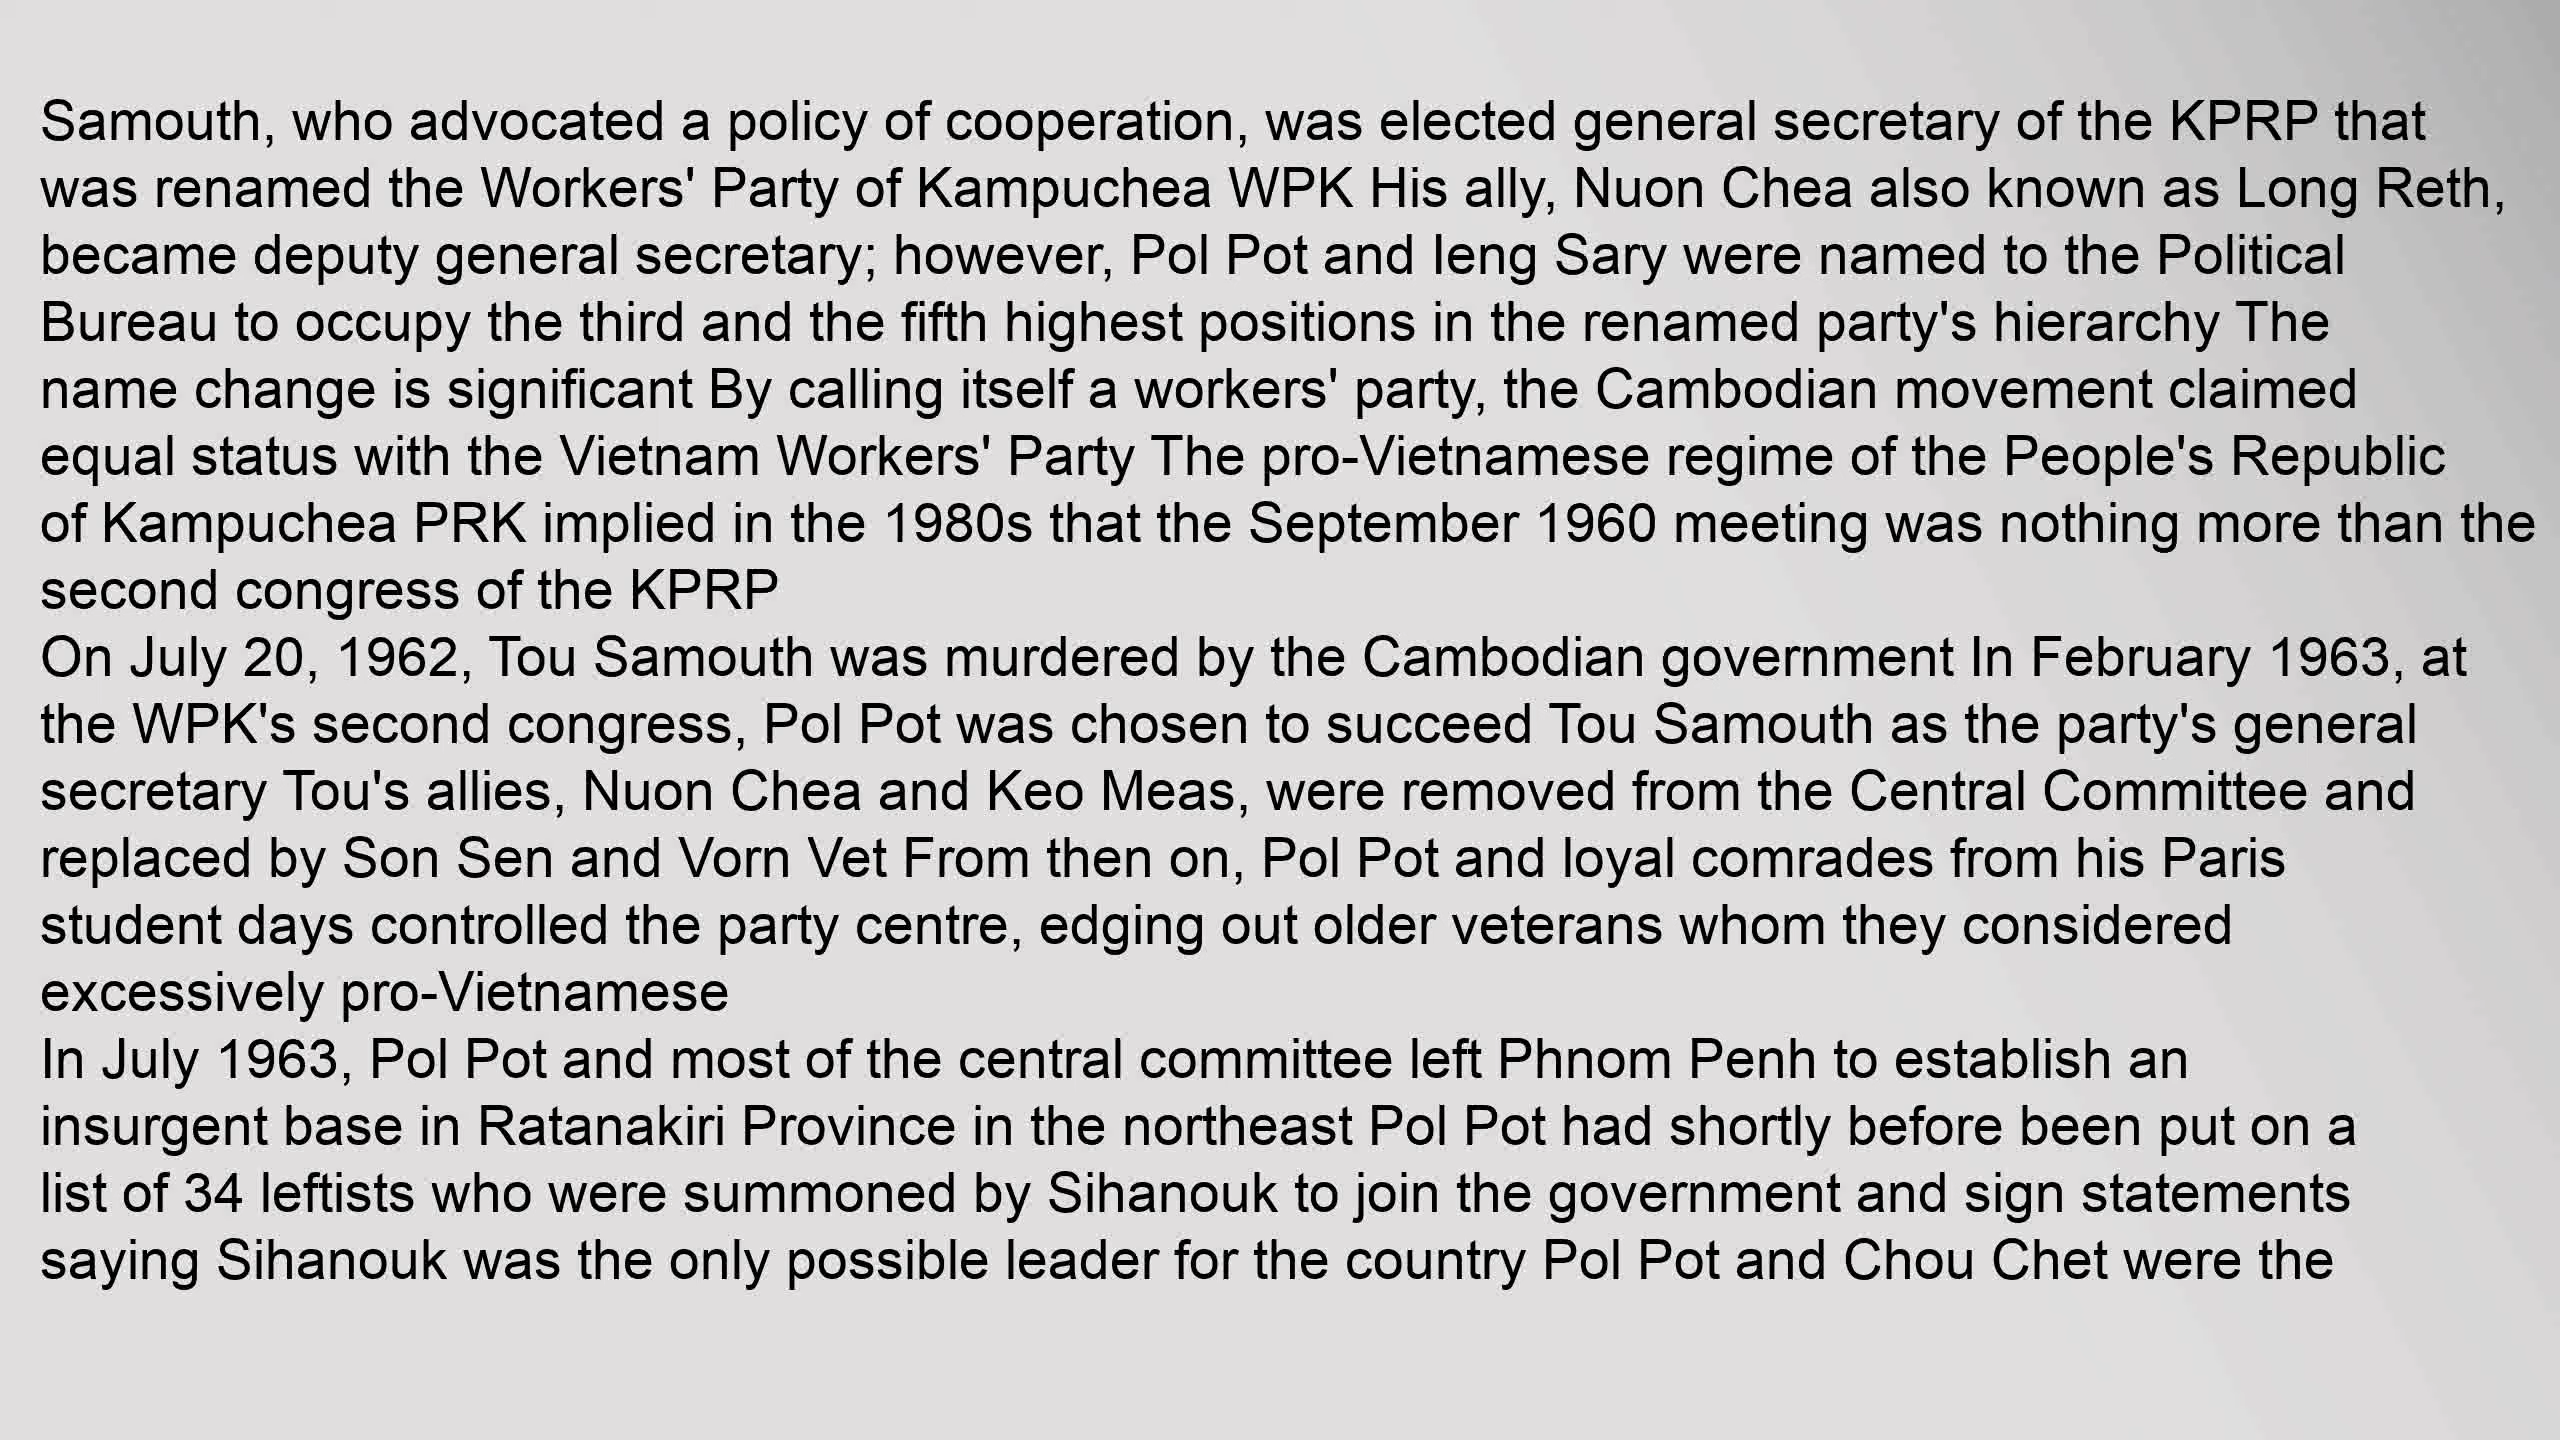 Samouth, who advocated a policy of cooperation, was elected general secretary of the KPRP that
was renamed the Workers' Party of Kampuchea WPK His ally, Nuon Chea also known as Long Reth,
became deputy general secretary; however, Pol Pot and Ieng Sary were named to the Political
Bureau to occupy the third and the fifth highest positions in the renamed party's hierarchy The
name change is significant By calling itself a workers' party, the Cambodian movement claimed
equal status with the Vietnam Workers' Party The pro-Vietnamese regime of the People's Republic
of Kampuchea PRK implied in the 1980s that the September 1960 meeting was nothing more than the
second congress of the KPRP
On July 20, 1962, Tou Samouth was murdered by the Cambodian government In February 1963, at
the WPK's second congress, Pol Pot was chosen to succeed Tou Samouth as the party's general
secretary Tou's allies, Nuon Chea and Keo Meas, were removed from the Central Committee and
replaced by Son Sen and Vorn Vet From then on, Pol Pot and loyal comrades from his Paris
student days controlled the party centre, edging out older veterans whom they considered
excessively pro-Vietnamese
In July 1963, Pol Pot and most of the central committee left Phnom Penh to establish an
insurgent base in Ratanakiri Province in the northeast Pol Pot had shortly before been put on a
list of 34 leftists who were summoned by Sihanouk to join the government and sign statements
saying Sihanouk was the only possible leader for the country Pol Pot and Chou Chet were the